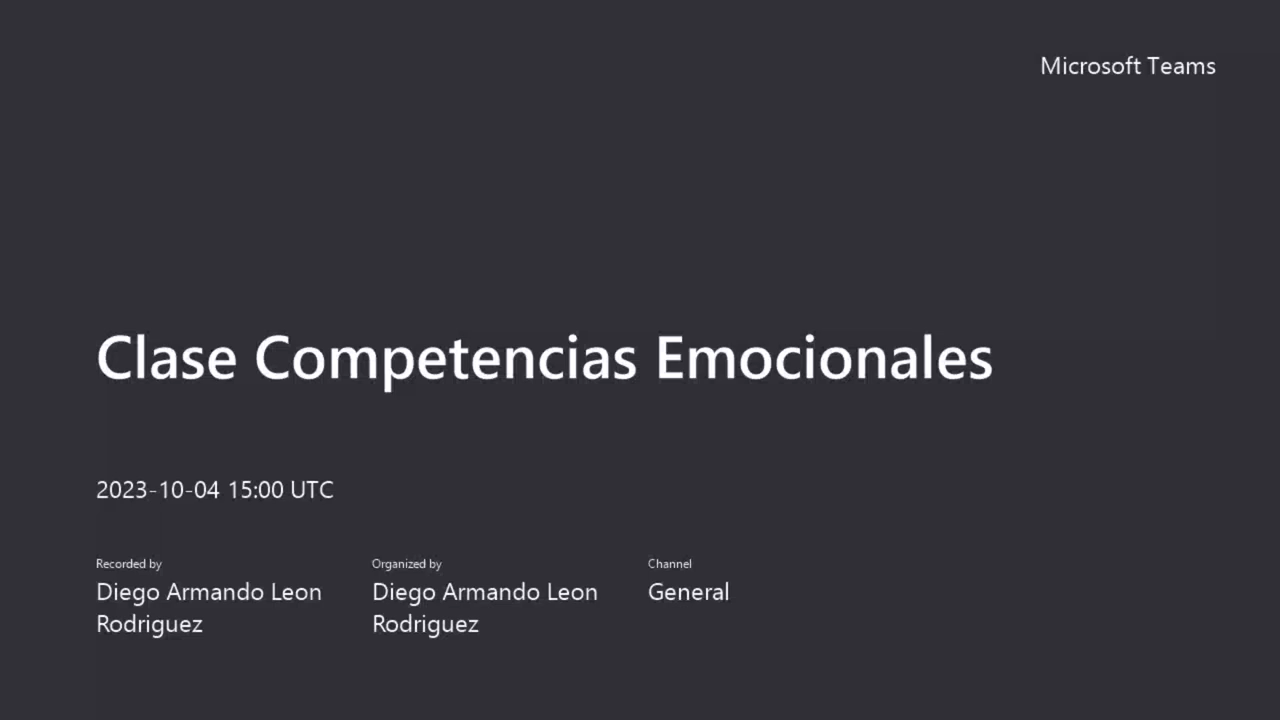 Microsoft Teams
Clase Competencias Emocionales
2023-10-04 15:00 UTC
Recorded by
Diego Armando Leon
Rodriguez
Organized by
Diego Armando Leon
Rodriguez
Channel
General